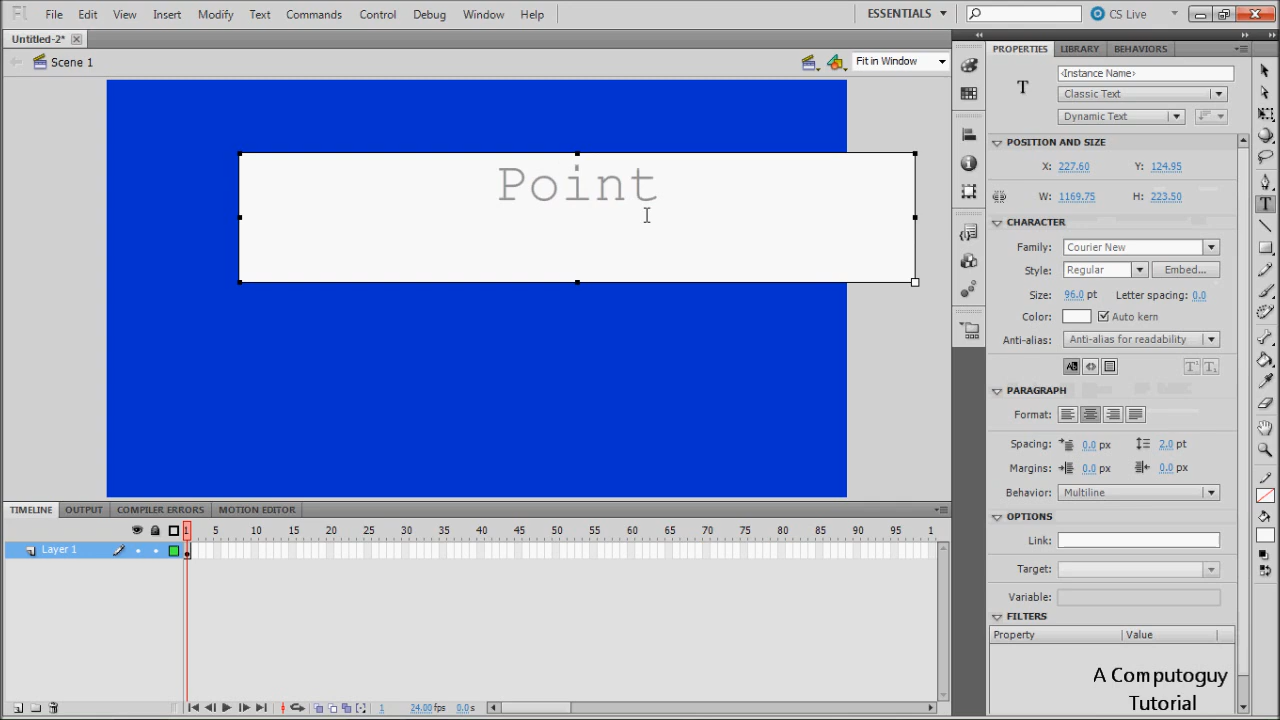 Fl File Edit View Insert Modify Text Commands Control Debug Window Help ESSENTIALS CS Live
Untitled-2*
Scene 1 Fit in Window
Point
PROPERTIES LIBRARY BEHAVIORS
T <Instance Name>
Classic Text
Dynamic Text
POSITION AND SIZE
X: 227.60 Y: 124.95
W: 1169.75 H: 223.50
CHARACTER
Family: Courier New
Style: Regular Embed...
Size: 96.0 pt Letter spacing: 0.0
Color: Auto kern
Anti-alias: Anti-alias for readability
PARAGRAPH
Format:
Spacing: 0.0 px 2.0 pt
Margins: 0.0 px 0.0 px
Behavior: Multiline
OPTIONS
Link:
Target:
Variable:
FILTERS
Property Value
TIMELINE OUTPUT COMPILER ERRORS MOTION EDITOR
1 5 10 15 20 25 30 35 40 45 50 55 60 65 70 75 80 85 90 95 1
Layer 1
1 24.00 fps 0.0 s
A Computoguy
Tutorial